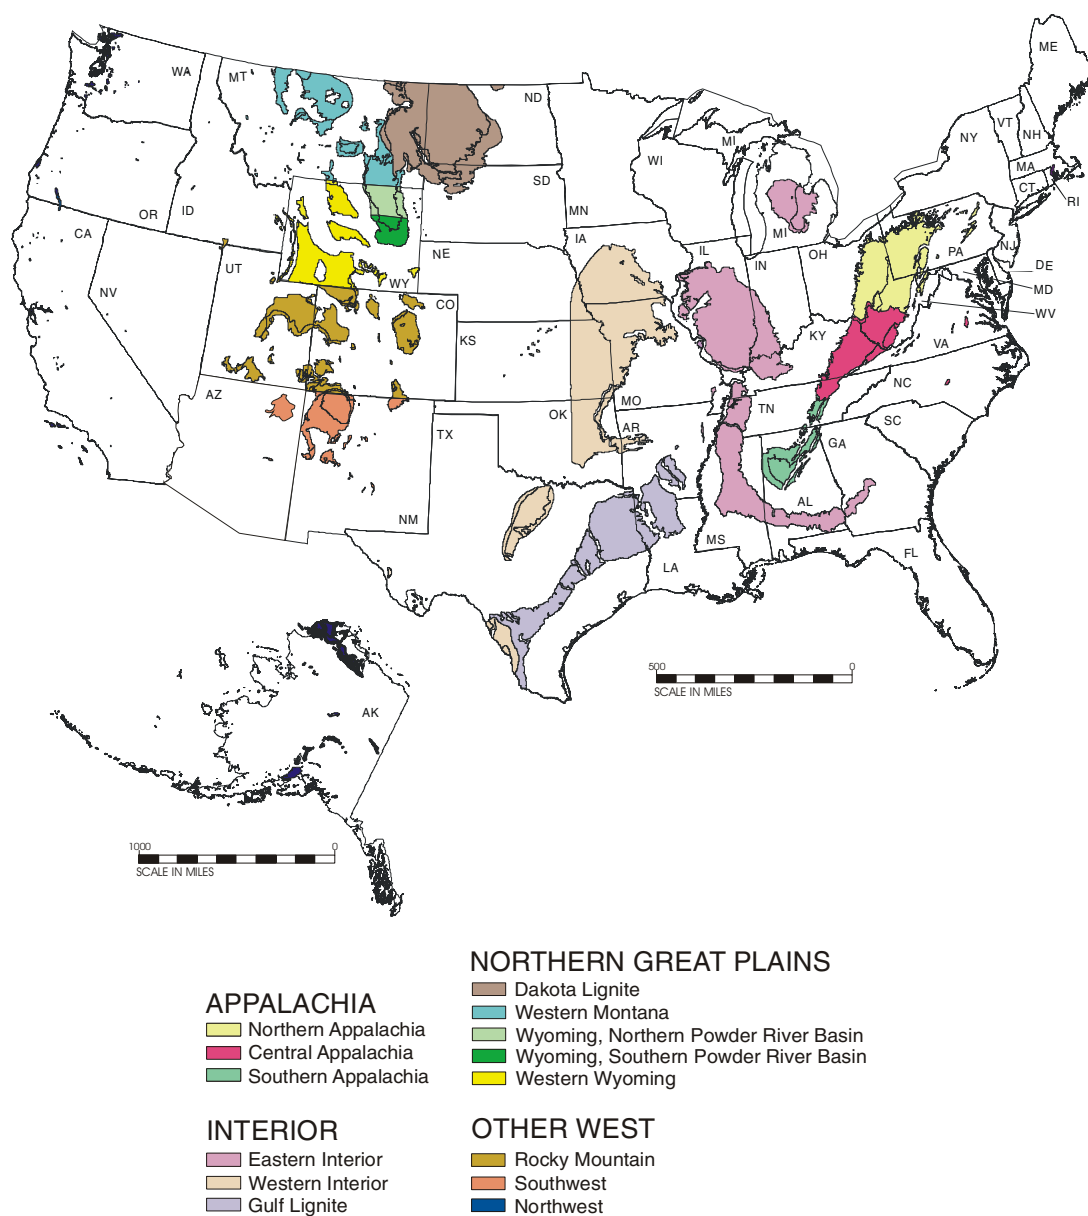 ME
WA
MT
ND
VT
NH
NY
MI
WI
MA
CT
SD
RI
OR
ID
MN
CA
MI
IA
NJ
IL
OH
PA
NE
UT
IN
DE
NV
WY
MD
CO
WV
KY
KS
VA
NC
AZ
MO
TN
OK
SC
AR
TX
GA
AL
NM
MS
FL
LA
500 0
SCALE IN MILES
AK
1000 0
SCALE IN MILES
APPALACHIA
Northern Appalachia
Central Appalachia
Southern Appalachia
NORTHERN GREAT PLAINS
Dakota Lignite
Western Montana
Wyoming, Northern Powder River Basin
Wyoming, Southern Powder River Basin
Western Wyoming
INTERIOR
Eastern Interior
Western Interior
Gulf Lignite
OTHER WEST
Rocky Mountain
Southwest
Northwest